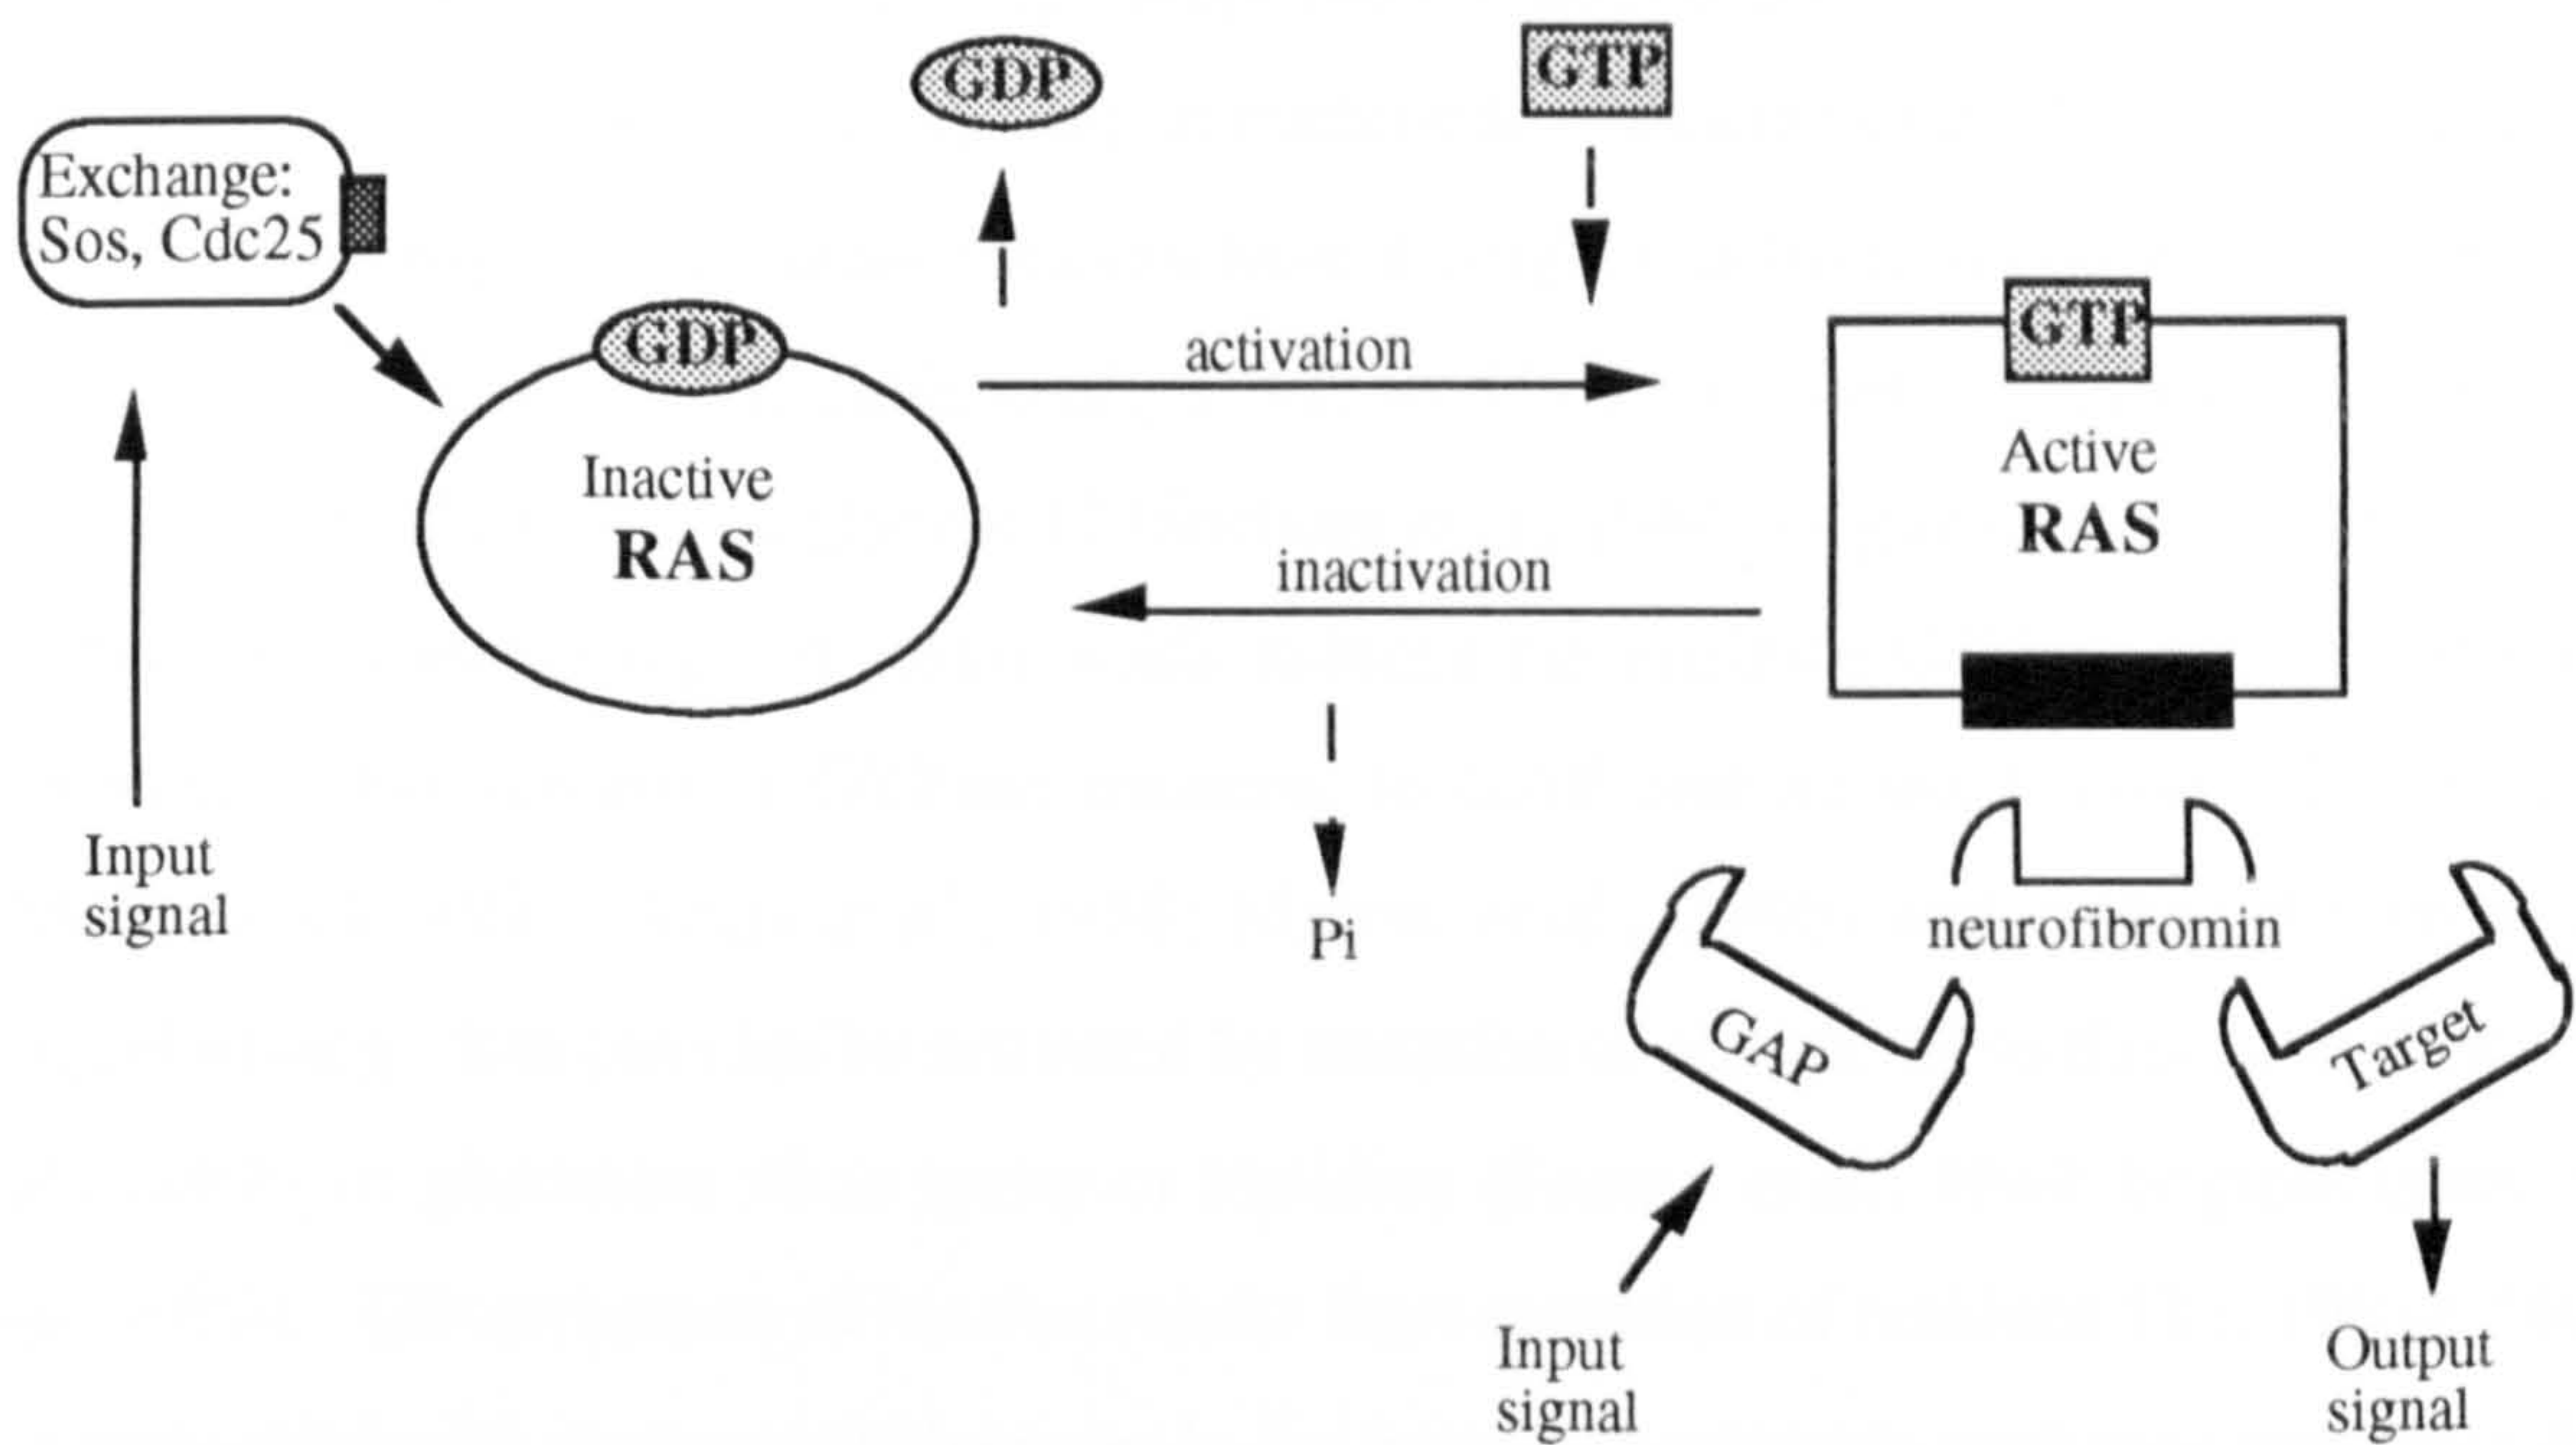 GDP
GTP
Exchange:
Sos, Cdc25
GDP
activation
GTP
Inactive
RAS
Active
RAS
inactivation
Input
signal
Pi
neurofibromin
GAP
Target
Input
signal
Output
signal